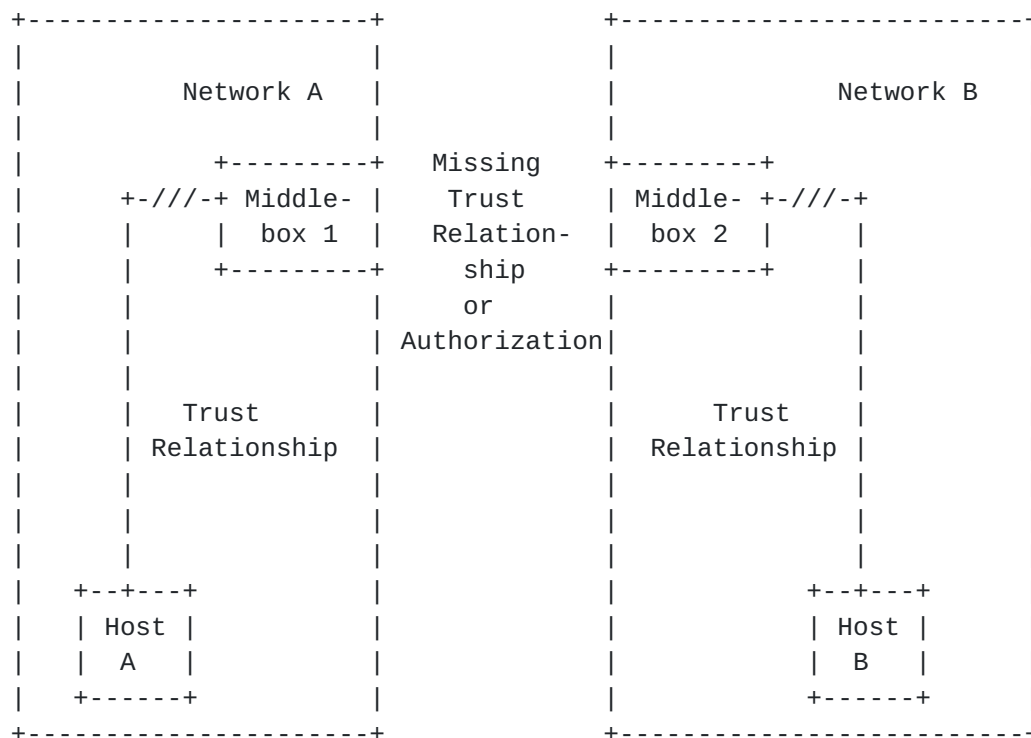 Network A Network B
Missing
Middle- Trust Middle-
box 1 Relation- box 2
ship
or
Authorization
Trust Trust
Relationship Relationship
Host Host
A B